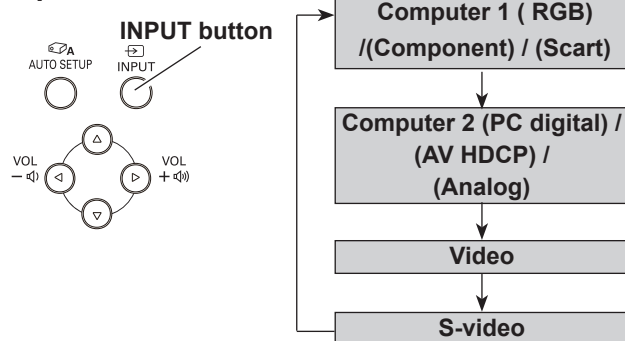 INPUT button
A
AUTO SETUP
INPUT
VOL
−
VOL
+
Computer 1 ( RGB)
/(Component) / (Scart)
Computer 2 (PC digital) /
(AV HDCP) /
(Analog)
Video
S-video